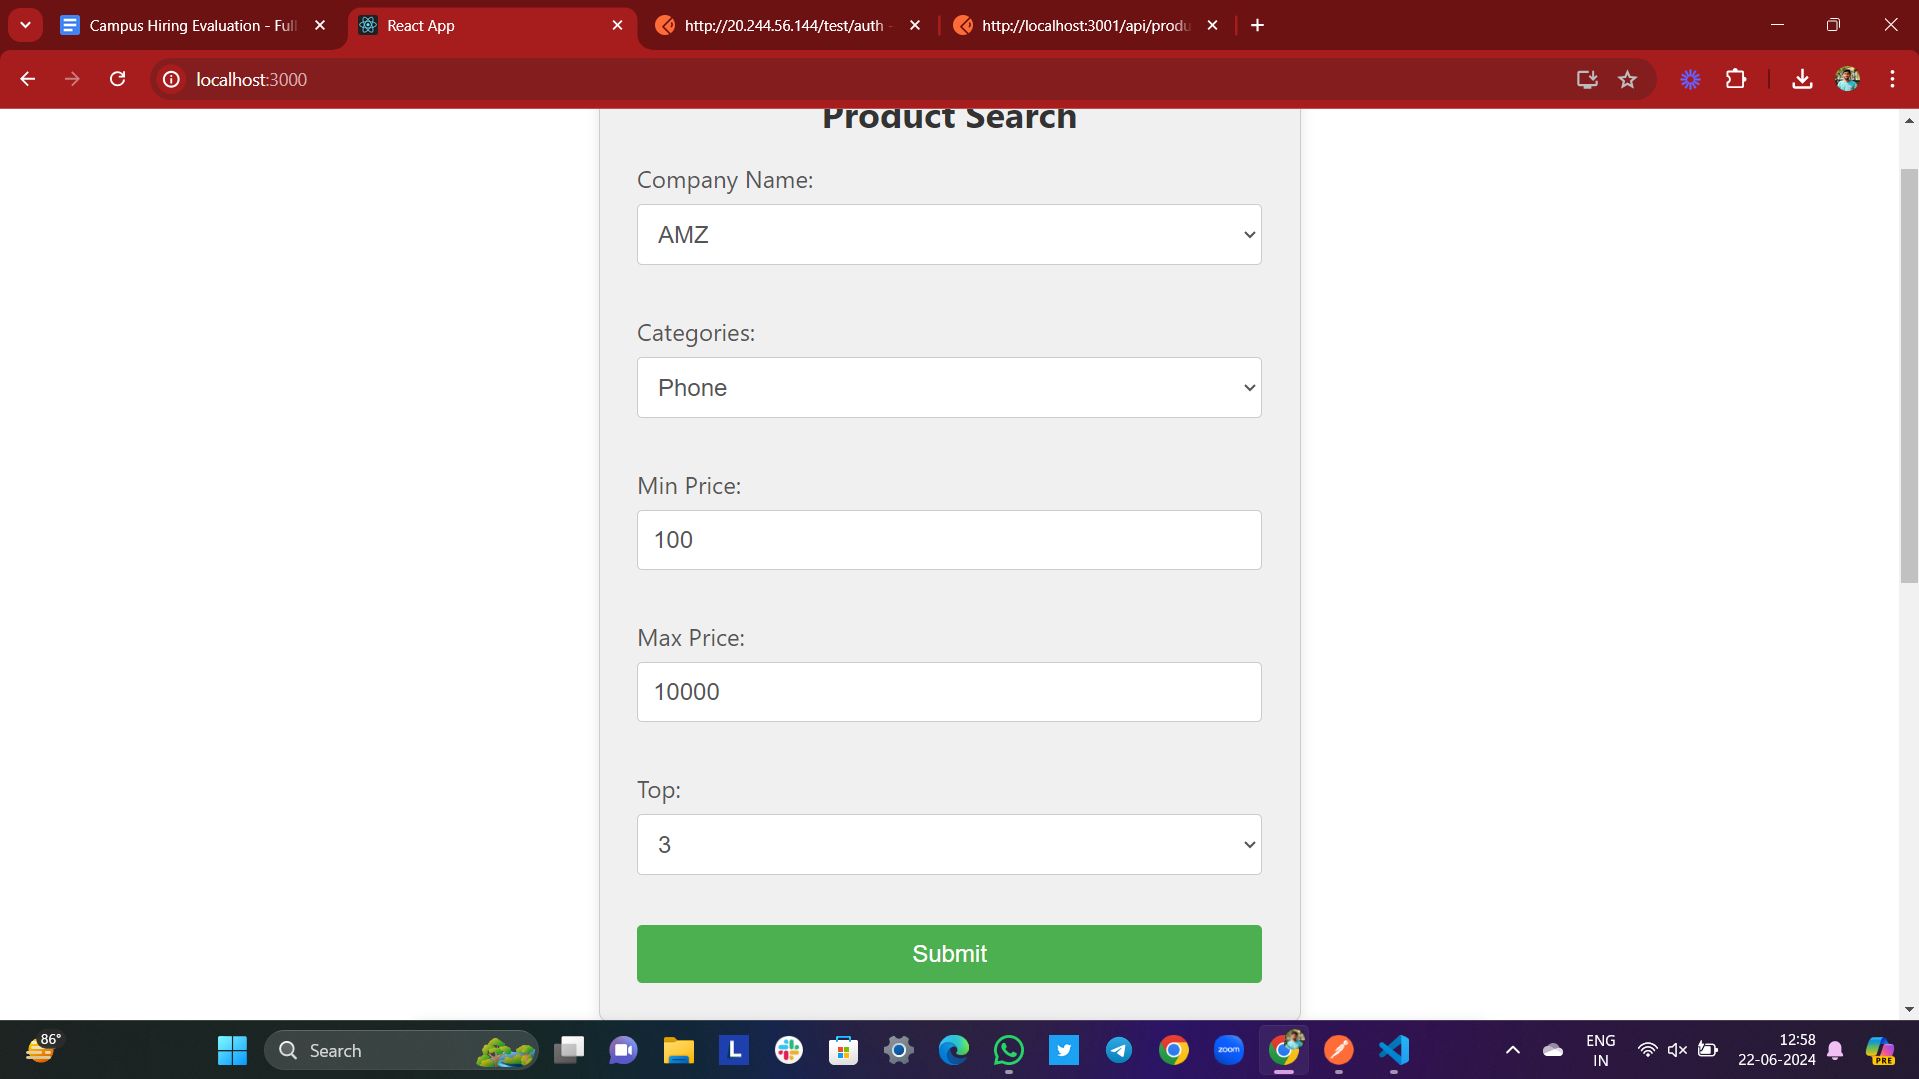 Campus Hiring Evaluation - Full
React App
http://20.244.56.144/test/auth
http://localhost:3001/api/produ
localhost:3000
Product Search
Company Name:
AMZ
Categories:
Phone
Min Price:
100
Max Price:
10000
Top:
3
Submit
86°
Search
L
zoom
ENG
IN
12:58
22-06-2024
PRE